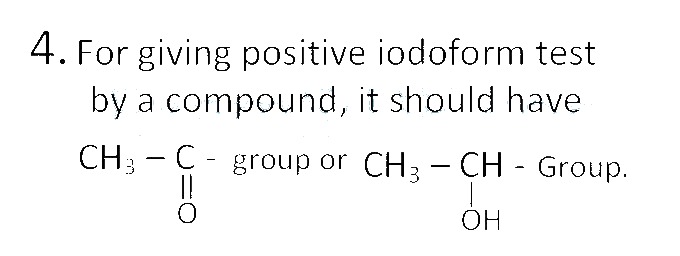 4. For giving positive iodoform test
by a compound, it should have
CH₃ – C - group or CH₃ – CH - Group.
||            |
O            OH